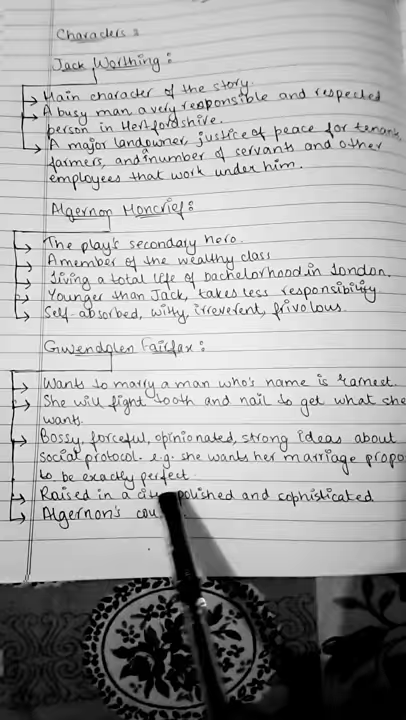 Characters :
Jack Worthing :
Main character of the story.
A busy man a very responsible and respected
person in Hertfordshire.
A major landowner, justice of peace for tenants,
farmers, and a number of servants and other
employees that work under him.
Algernon Moncrief :
The play's secondary hero.
A member of the wealthy class
living a total life of bachelorhood in London.
Younger than Jack, takes less responsibility
Self-absorbed, witty, irreverent, frivolous.
Gwendolen Fairfax :
Wants to marry a man who's name is Earnest.
She will fight tooth and nail to get what she
wants.
Bossy, forceful, opinionated, strong ideas about
social protocol. e.g. she wants her marriage propo
to be exactly perfect.
Raised in a polished and sophisticated
Algernon's